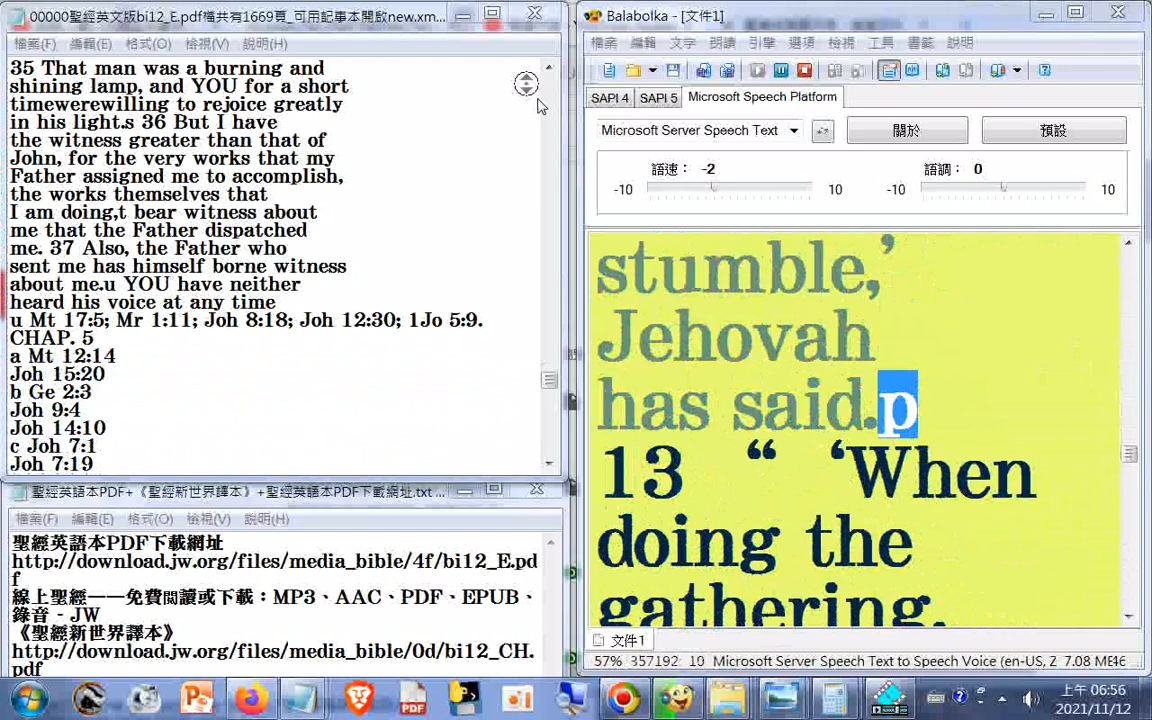 00000聖經英文版bi12_E.pdf檔共有1669頁_可用記事本開啟new.xm...
檔案(F) 編輯(E) 格式(O) 檢視(V) 說明(H)
35 That man was a burning and
shining lamp, and YOU for a short
timewerewilling to rejoice greatly
in his light.s 36 But I have
the witness greater than that of
John, for the very works that my
Father assigned me to accomplish,
the works themselves that
I am doing,t bear witness about
me that the Father dispatched
me. 37 Also, the Father who
sent me has himself borne witness
about me.u YOU have neither
heard his voice at any time
u Mt 17:5; Mr 1:11; Joh 8:18; Joh 12:30; 1Jo 5:9.
CHAP. 5
a Mt 12:14
Joh 15:20
b Ge 2:3
Joh 9:4
Joh 14:10
c Joh 7:1
Joh 7:19
聖經英語本PDF+《聖經新世界譯本》+聖經英語本PDF下載網址.txt ...
檔案(F) 編輯(E) 格式(O) 檢視(V) 說明(H)
聖經英語本PDF下載網址
http://download.jw.org/files/media_bible/4f/bi12_E.pd
f
線上聖經——免費閱讀或下載：MP3、AAC、PDF、EPUB、
錄音 - JW
《聖經新世界譯本》
http://download.jw.org/files/media_bible/0d/bi12_CH.
pdf
Balabolka - [文件1]
檔案 編輯 文字 朗讀 引擎 選項 檢視 工具 書籤 說明
SAPI 4 SAPI 5 Microsoft Speech Platform
Microsoft Server Speech Text 關於 預設
語速： -2 語調： 0
-10 10 -10 10
stumble,’
Jehovah
has said.p
13 “ ‘When
doing the
gathering,
文件1
57% 357192 10 Microsoft Server Speech Text to Speech Voice (en-US, Z 7.08 ME46
上午 06:56
2021/11/12